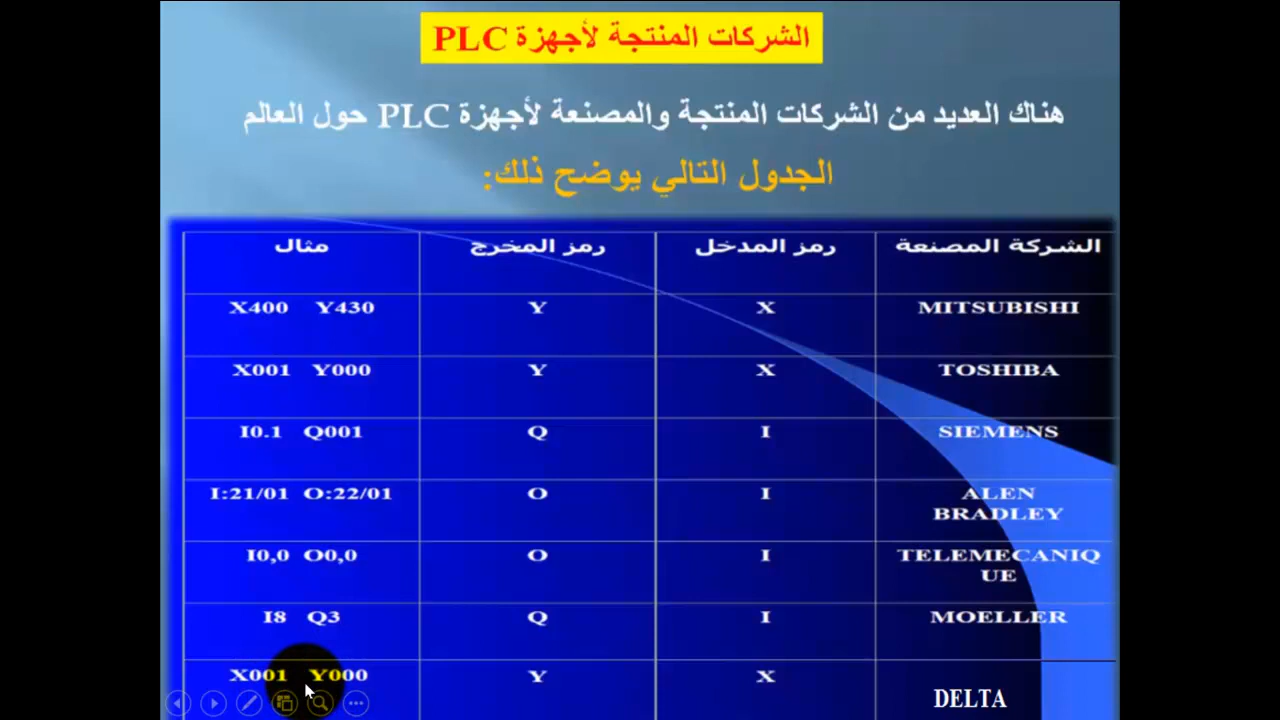 الشركات المنتجة لأجهزة PLC
هناك العديد من الشركات المنتجة والمصنعة لأجهزة PLC حول العالم
الجدول التالي يوضح ذلك:
الشركة المصنعة رمز المدخل رمز المخرج مثال
MITSUBISHI X Y X400 Y430
TOSHIBA X Y X001 Y000
SIEMENS I Q I0.1 Q001
ALEN I O I:21/01 O:22/01
BRADLEY
TELEMECANIQ I O I0,0 O0,0
UE
MOELLER I Q I8 Q3
DELTA X Y X001 Y000